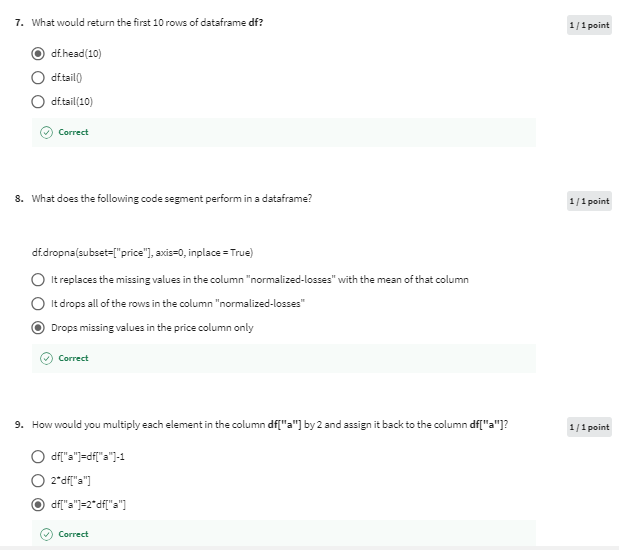 7. What would return the first 10 rows of dataframe df?
1 / 1 point
df.head(10)
df.tail()
df.tail(10)
Correct
8. What does the following code segment perform in a dataframe?
1 / 1 point
df.dropna(subset=["price"], axis=0, inplace = True)
It replaces the missing values in the column "normalized-losses" with the mean of that column
It drops all of the rows in the column "normalized-losses"
Drops missing values in the price column only
Correct
9. How would you multiply each element in the column df["a"] by 2 and assign it back to the column df["a"]?
1 / 1 point
df["a"]=df["a"]-1
2*df["a"]
df["a"]=2*df["a"]
Correct